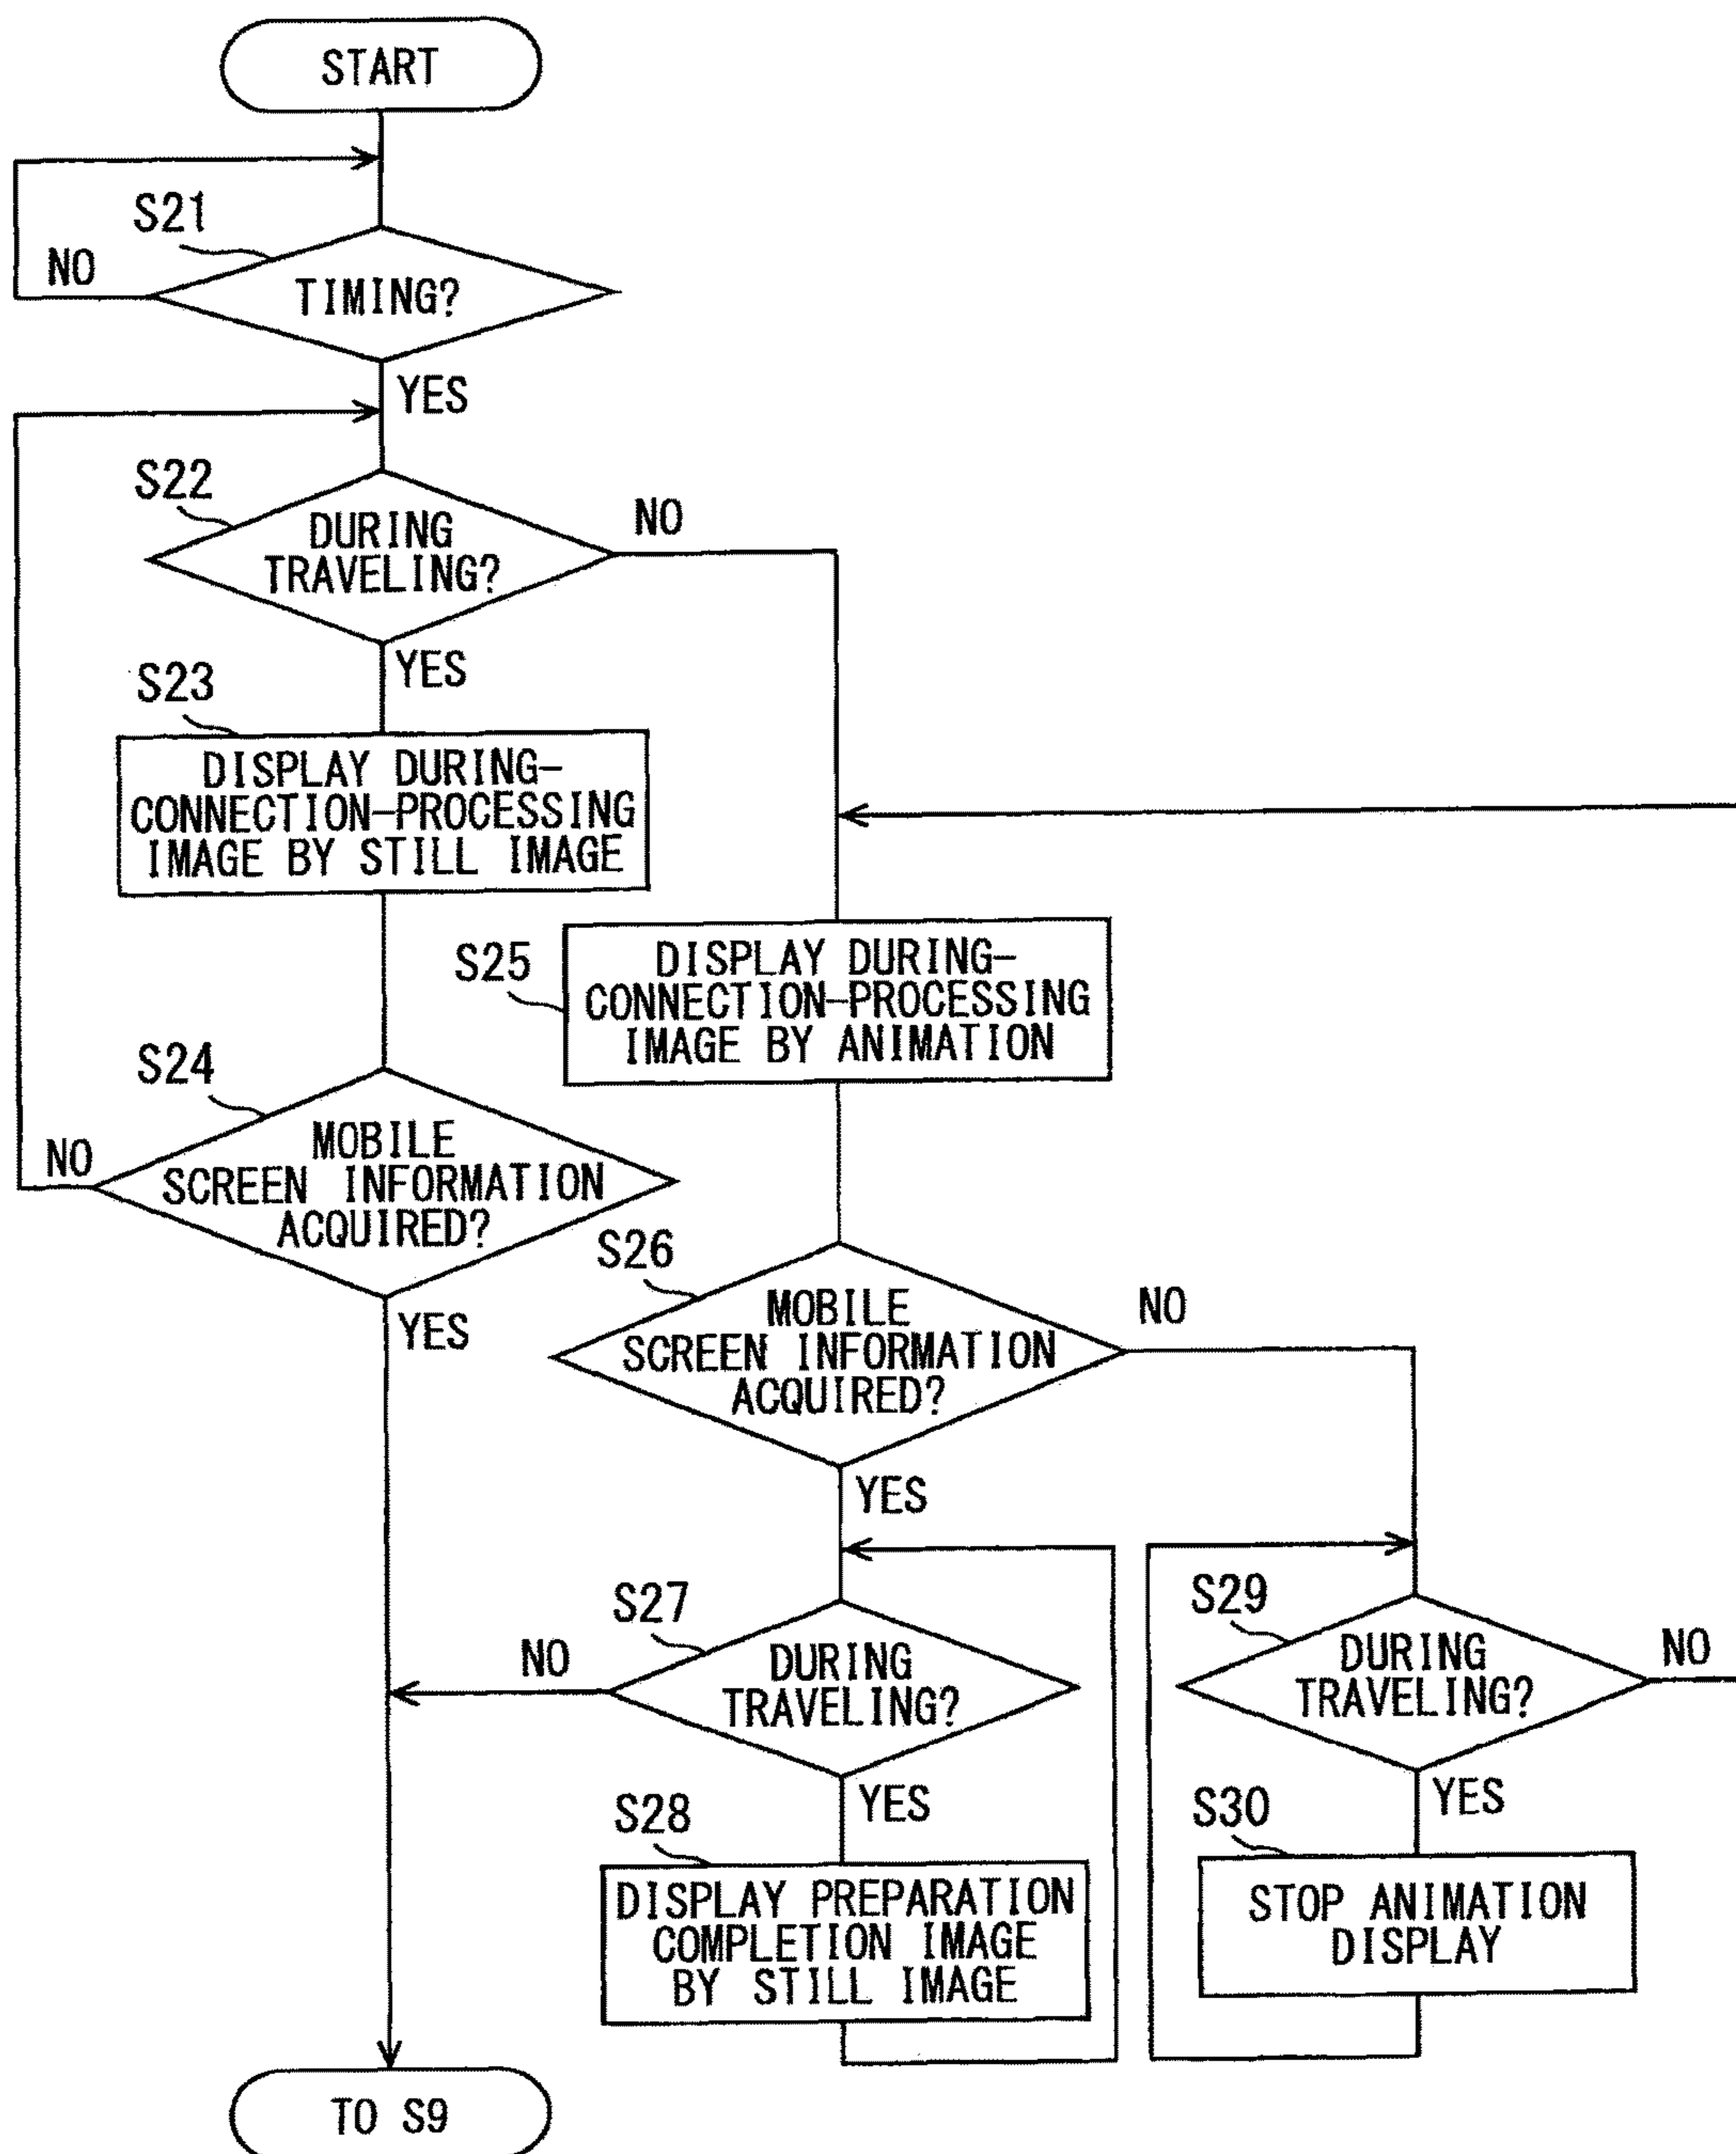 START
S21
NO
TIMING?
YES
S22
NO
DURING
TRAVELING?
YES
S23
DISPLAY DURING-
CONNECTION-PROCESSING
IMAGE BY STILL IMAGE
S25
DISPLAY DURING-
CONNECTION-PROCESSING
IMAGE BY ANIMATION
S24
NO
MOBILE
SCREEN INFORMATION
ACQUIRED?
YES
S26
MOBILE
SCREEN INFORMATION
ACQUIRED?
NO
YES
S27
NO
DURING
TRAVELING?
YES
S28
DISPLAY PREPARATION
COMPLETION IMAGE
BY STILL IMAGE
S29
DURING
TRAVELING?
NO
YES
S30
STOP ANIMATION
DISPLAY
TO S9